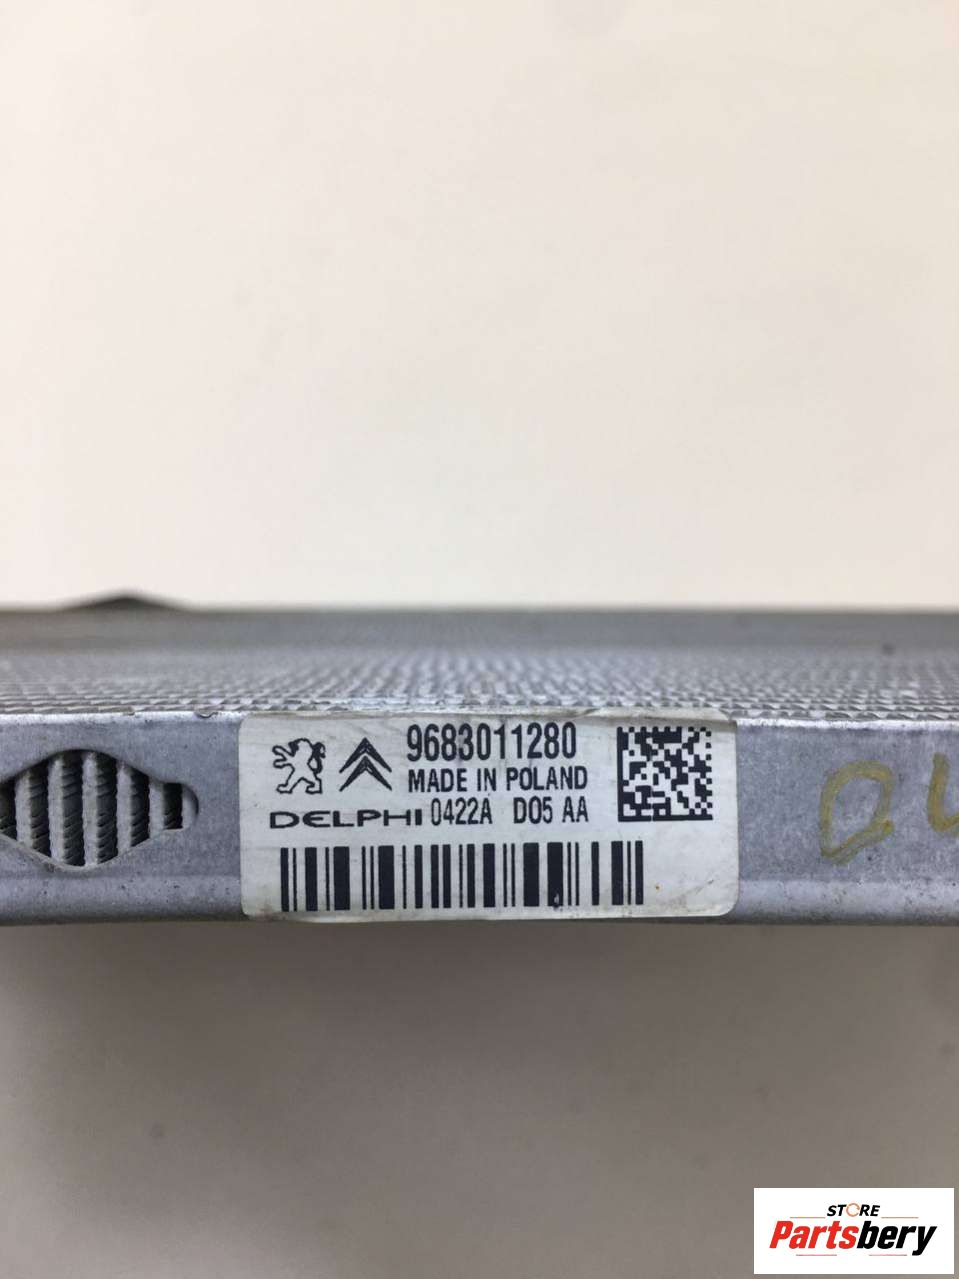 9683011280
MADE IN POLAND
DELPHI 0422A D05 AA
STORE
Partsbery